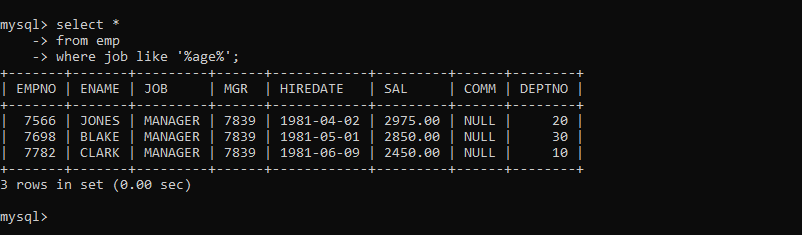 mysql> select *
    -> from emp
    -> where job like '%age%';
+-------+-------+---------+------+------------+---------+------+--------+
| EMPNO | ENAME | JOB     | MGR  | HIREDATE   | SAL     | COMM | DEPTNO |
+-------+-------+---------+------+------------+---------+------+--------+
|  7566 | JONES | MANAGER | 7839 | 1981-04-02 | 2975.00 | NULL |     20 |
|  7698 | BLAKE | MANAGER | 7839 | 1981-05-01 | 2850.00 | NULL |     30 |
|  7782 | CLARK | MANAGER | 7839 | 1981-06-09 | 2450.00 | NULL |     10 |
+-------+-------+---------+------+------------+---------+------+--------+
3 rows in set (0.00 sec)
mysql>